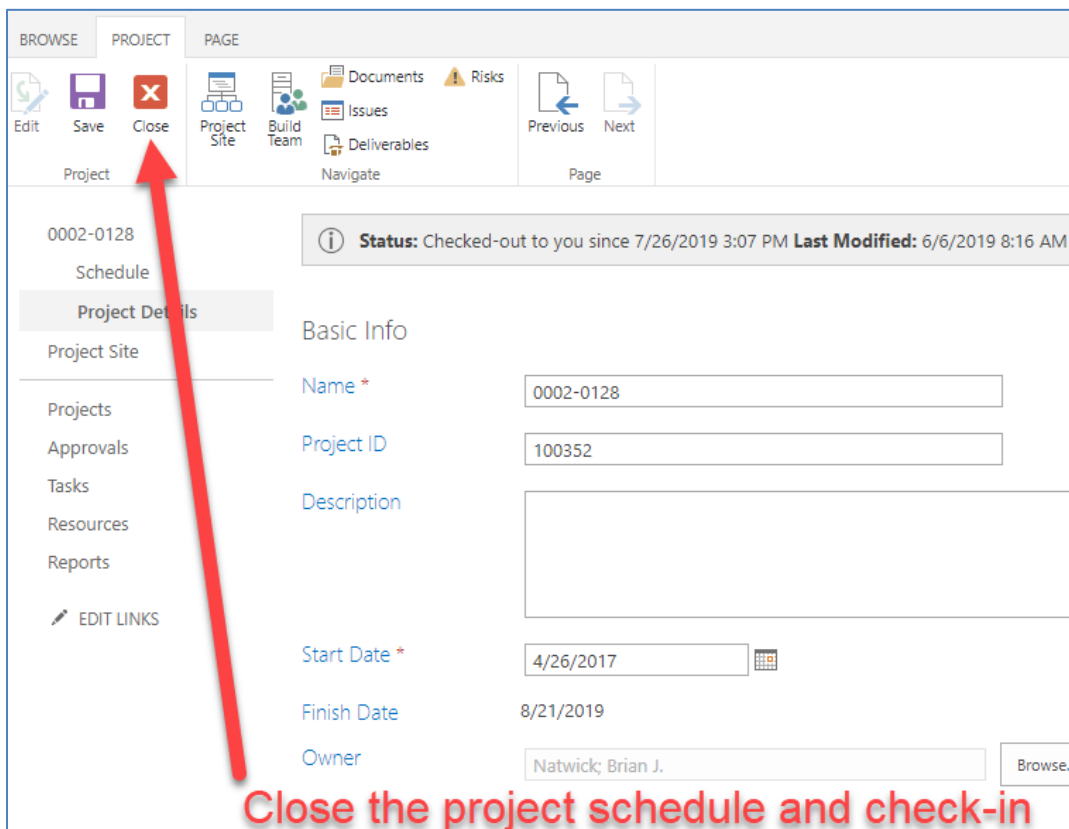 BROWSE PROJECT PAGE
Edit Save Close Project Site Build Team Documents Risks
Issues
Deliverables
Previous Next
Project Navigate Page
0002-0128
Schedule
Project Details
Project Site
Projects
Approvals
Tasks
Resources
Reports
EDIT LINKS
Status: Checked-out to you since 7/26/2019 3:07 PM Last Modified: 6/6/2019 8:16 AM
Basic Info
Name * 0002-0128
Project ID 100352
Description
Start Date * 4/26/2017
Finish Date 8/21/2019
Owner Natwick; Brian J. Browse.
Close the project schedule and check-in